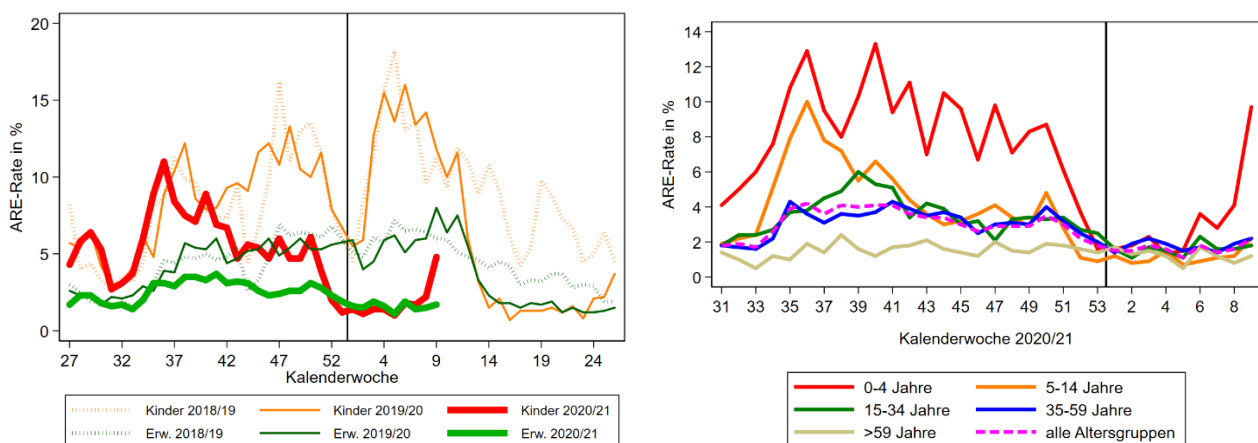 ARE-Rate in %
20
15
10
5
0
27 32 37 42 47 52 4 9 14 19 24
Kalenderwoche
Kinder 2018/19 Kinder 2019/20 Kinder 2020/21
Erw. 2018/19 Erw. 2019/20 Erw. 2020/21
ARE-Rate in %
14
12
10
8
6
4
2
0
31 33 35 37 39 41 43 45 47 49 51 53 2 4 6 8
Kalenderwoche 2020/21
0-4 Jahre 5-14 Jahre
15-34 Jahre 35-59 Jahre
>59 Jahre alle Altersgruppen